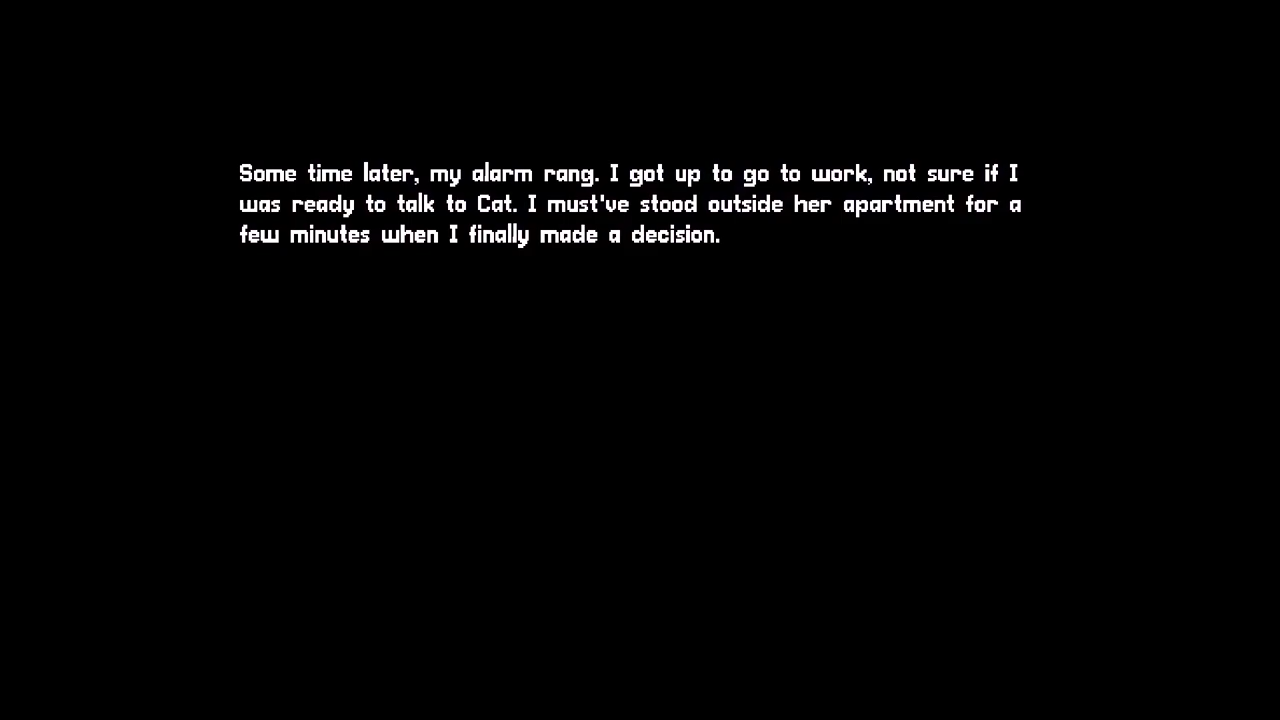 Some time later, my alarm rang. I got up to go to work, not sure if I
was ready to talk to Cat. I must've stood outside her apartment for a
few minutes when I finally made a decision.